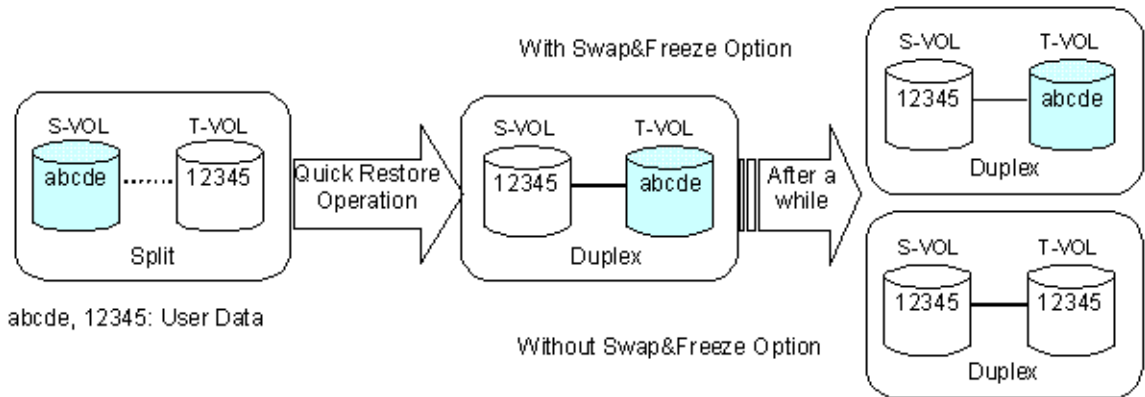 S-VOL T-VOL
abcde 12345
Split
Quick Restore
Operation
S-VOL T-VOL
12345 abcde
Duplex
After a
while
With Swap&Freeze Option
S-VOL T-VOL
12345 abcde
Duplex
Without Swap&Freeze Option
S-VOL T-VOL
12345 12345
Duplex
abcde, 12345: User Data